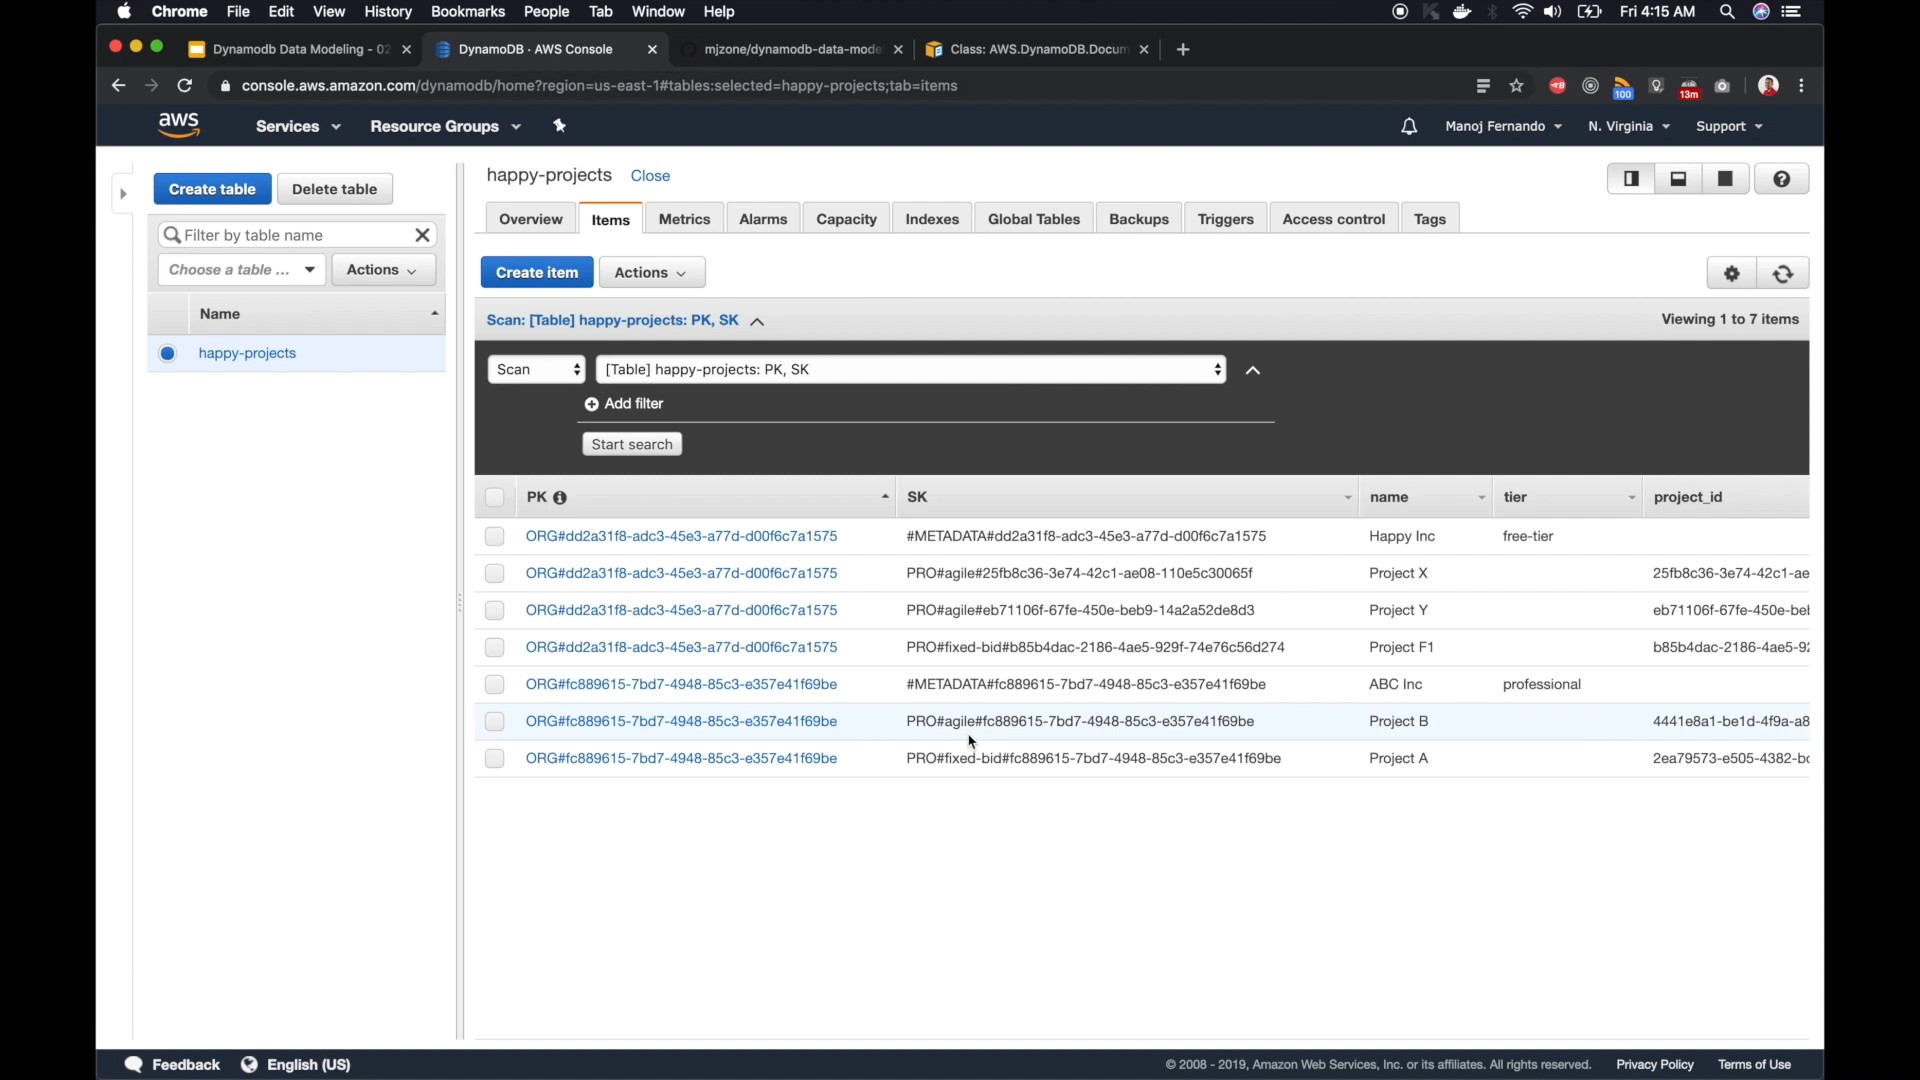 Chrome File Edit View History Bookmarks People Tab Window Help Fri 4:15 AM
Dynamodb Data Modeling - 02 DynamoDB · AWS Console mjzone/dynamodb-data-mode Class: AWS.DynamoDB.Docum
console.aws.amazon.com/dynamodb/home?region=us-east-1#tables:selected=happy-projects;tab=items 100 13m
aws Services Resource Groups Manoj Fernando N. Virginia Support
Create table Delete table
Filter by table name
Choose a table ... Actions
Name
happy-projects
happy-projects Close
Overview Items Metrics Alarms Capacity Indexes Global Tables Backups Triggers Access control Tags
Create item Actions
Scan: [Table] happy-projects: PK, SK Viewing 1 to 7 items
Scan [Table] happy-projects: PK, SK
Add filter
Start search
PK SK name tier project_id
ORG#dd2a31f8-adc3-45e3-a77d-d00f6c7a1575 #METADATA#dd2a31f8-adc3-45e3-a77d-d00f6c7a1575 Happy Inc free-tier
ORG#dd2a31f8-adc3-45e3-a77d-d00f6c7a1575 PRO#agile#25fb8c36-3e74-42c1-ae08-110e5c30065f Project X 25fb8c36-3e74-42c1-ae
ORG#dd2a31f8-adc3-45e3-a77d-d00f6c7a1575 PRO#agile#eb71106f-67fe-450e-beb9-14a2a52de8d3 Project Y eb71106f-67fe-450e-beb
ORG#dd2a31f8-adc3-45e3-a77d-d00f6c7a1575 PRO#fixed-bid#b85b4dac-2186-4ae5-929f-74e76c56d274 Project F1 b85b4dac-2186-4ae5-92
ORG#fc889615-7bd7-4948-85c3-e357e41f69be #METADATA#fc889615-7bd7-4948-85c3-e357e41f69be ABC Inc professional
ORG#fc889615-7bd7-4948-85c3-e357e41f69be PRO#agile#fc889615-7bd7-4948-85c3-e357e41f69be Project B 4441e8a1-be1d-4f9a-a8
ORG#fc889615-7bd7-4948-85c3-e357e41f69be PRO#fixed-bid#fc889615-7bd7-4948-85c3-e357e41f69be Project A 2ea79573-e505-4382-bc
Feedback English (US) © 2008 - 2019, Amazon Web Services, Inc. or its affiliates. All rights reserved. Privacy Policy Terms of Use